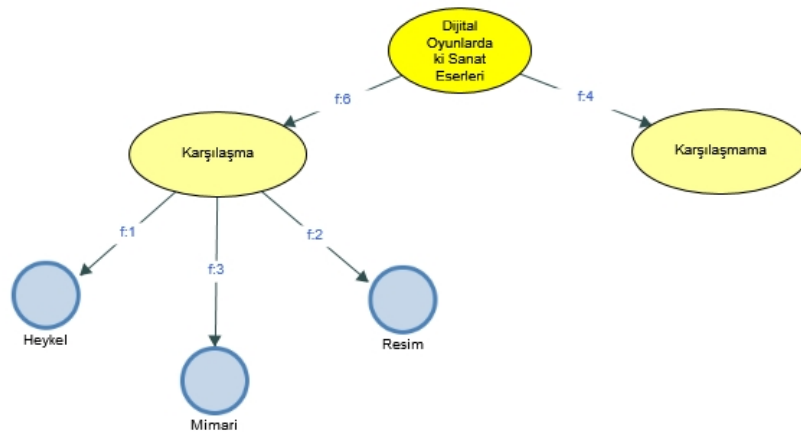 Dijital
Oyunlarda
ki Sanat
Eserleri
f:6
f:4
Karşılaşma
Karşılaşmama
f:1
f:2
f:3
Heykel
Resim
Mimari